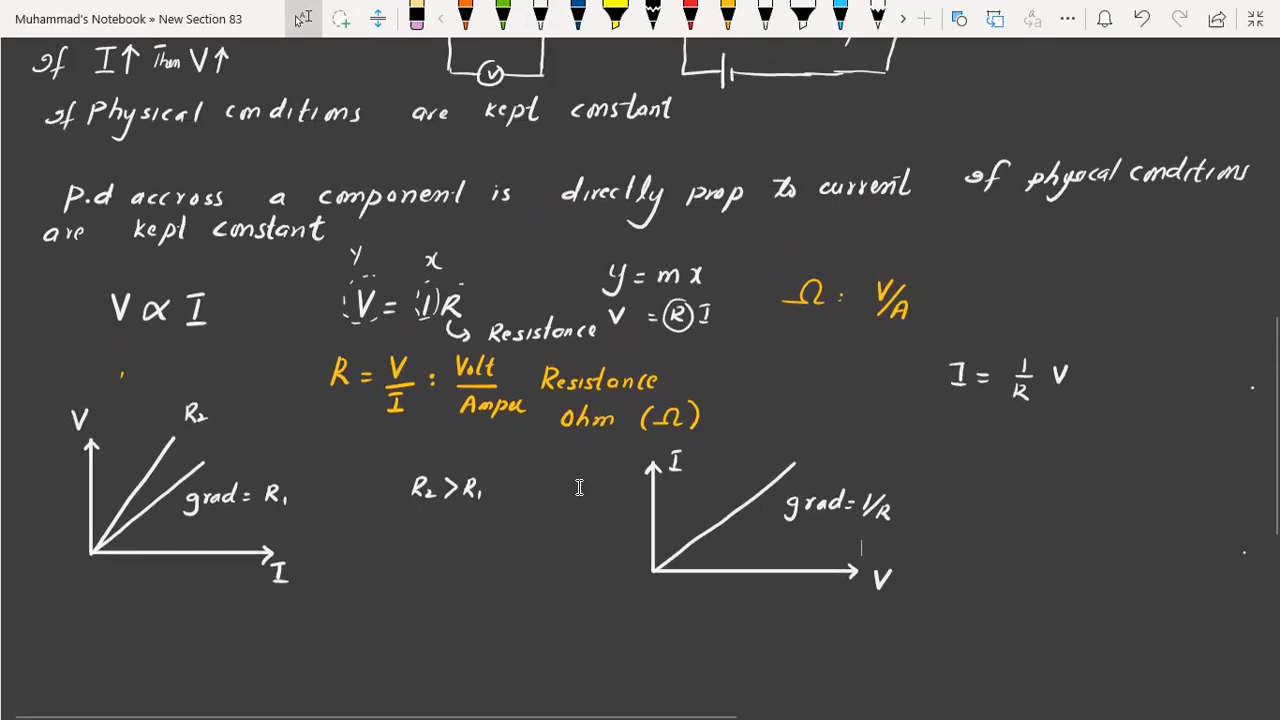 Muhammad's Notebook » New Section 83
If I↑ Then V↑
V
If Physical conditions are kept constant
P.d accross a component is directly prop to current if physical conditions
are kept constant
y x
V ∝ I V = IR y = mx Ω : V/A
Resistance V = R I
R = V/I : Volt/Ampere Resistance I = 1/R V
Ohm (Ω)
V R₂ I
grad = R₁ R₂ > R₁ grad = 1/R
I V